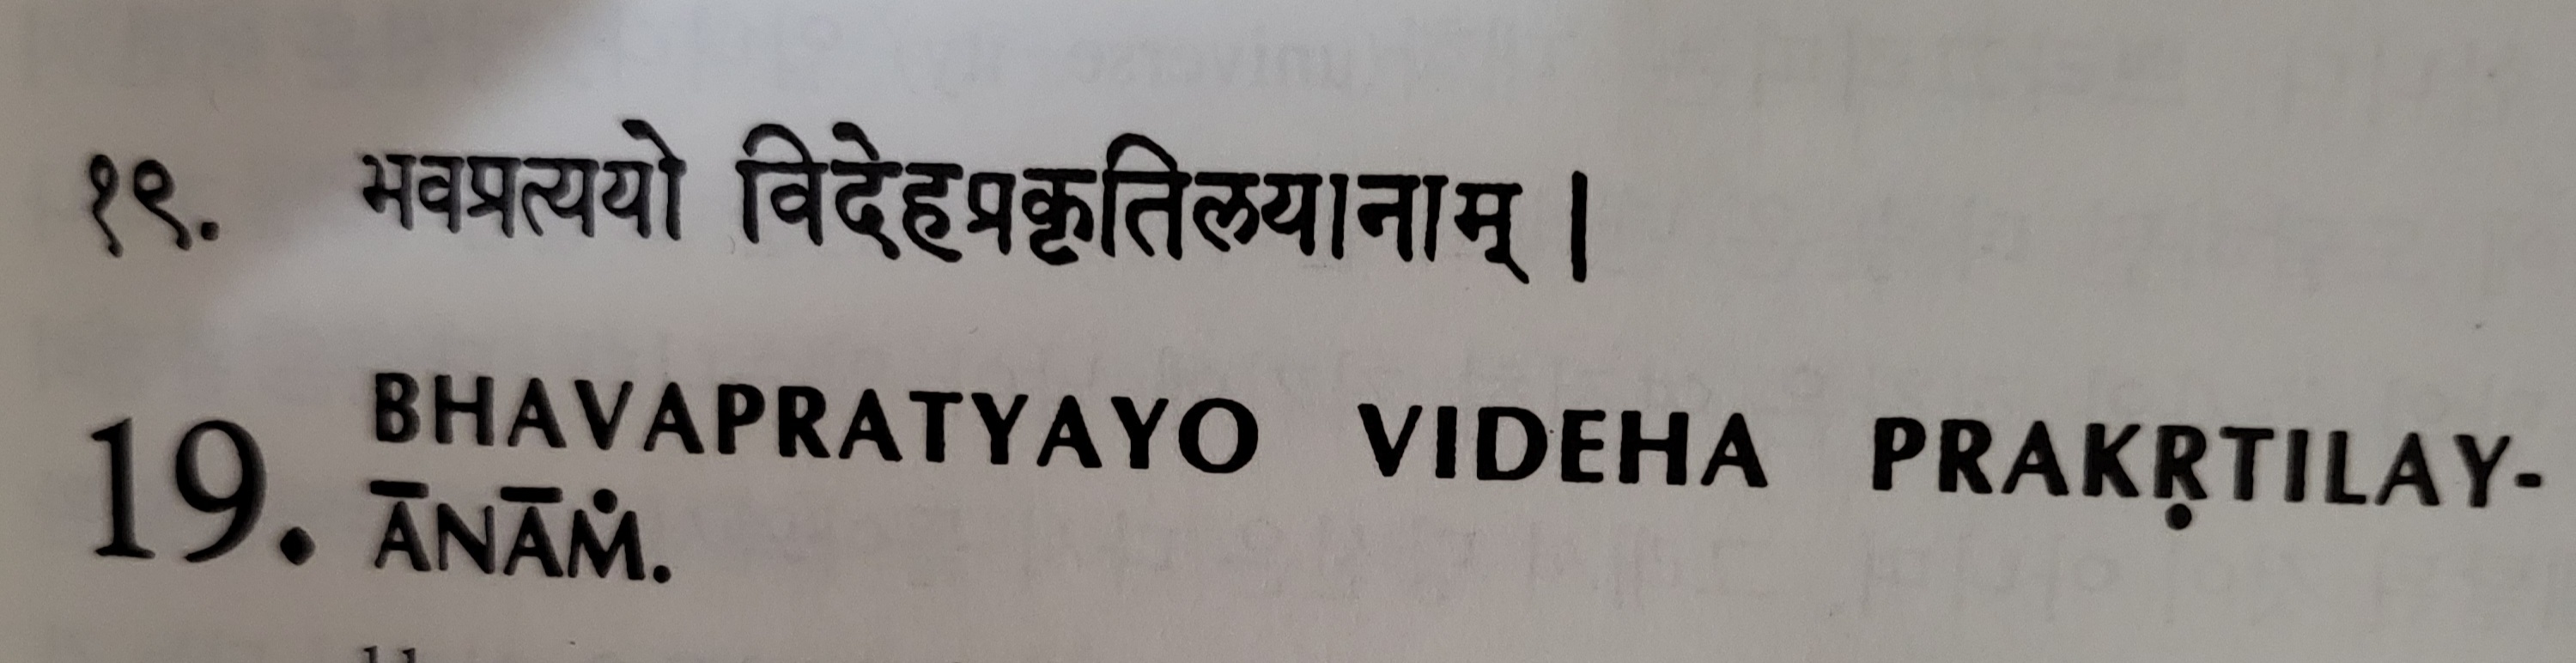 १९. भवप्रत्ययो विदेहप्रकृतिलयानाम् |
19. BHAVAPRATYAYO VIDEHA PRAKṚTILAY-
ĀNĀṀ.